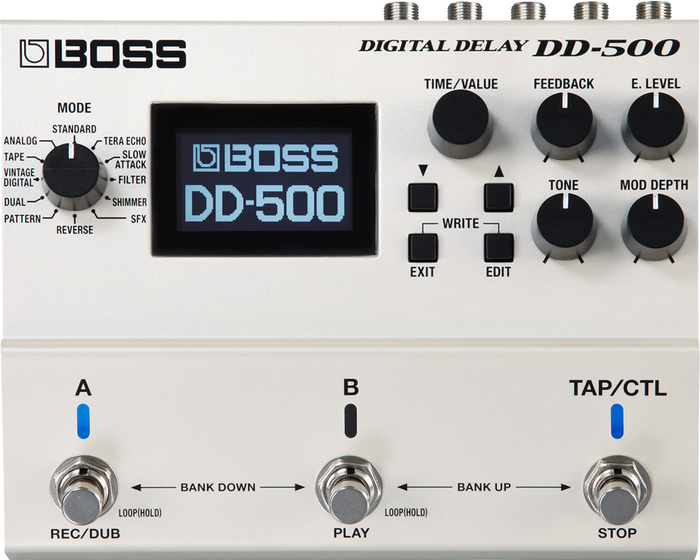 BOSS
DIGITAL DELAY DD-500
MODE
STANDARD
ANALOG
TERA ECHO
TAPE
SLOW
ATTACK
VINTAGE
DIGITAL
FILTER
DUAL
SHIMMER
PATTERN
SFX
REVERSE
BOSS
DD-500
TIME/VALUE
FEEDBACK
E. LEVEL
▼
▲
TONE
MOD DEPTH
WRITE
EXIT
EDIT
A
B
TAP/CTL
BANK DOWN
BANK UP
LOOP(HOLD)
LOOP(HOLD)
REC/DUB
PLAY
STOP